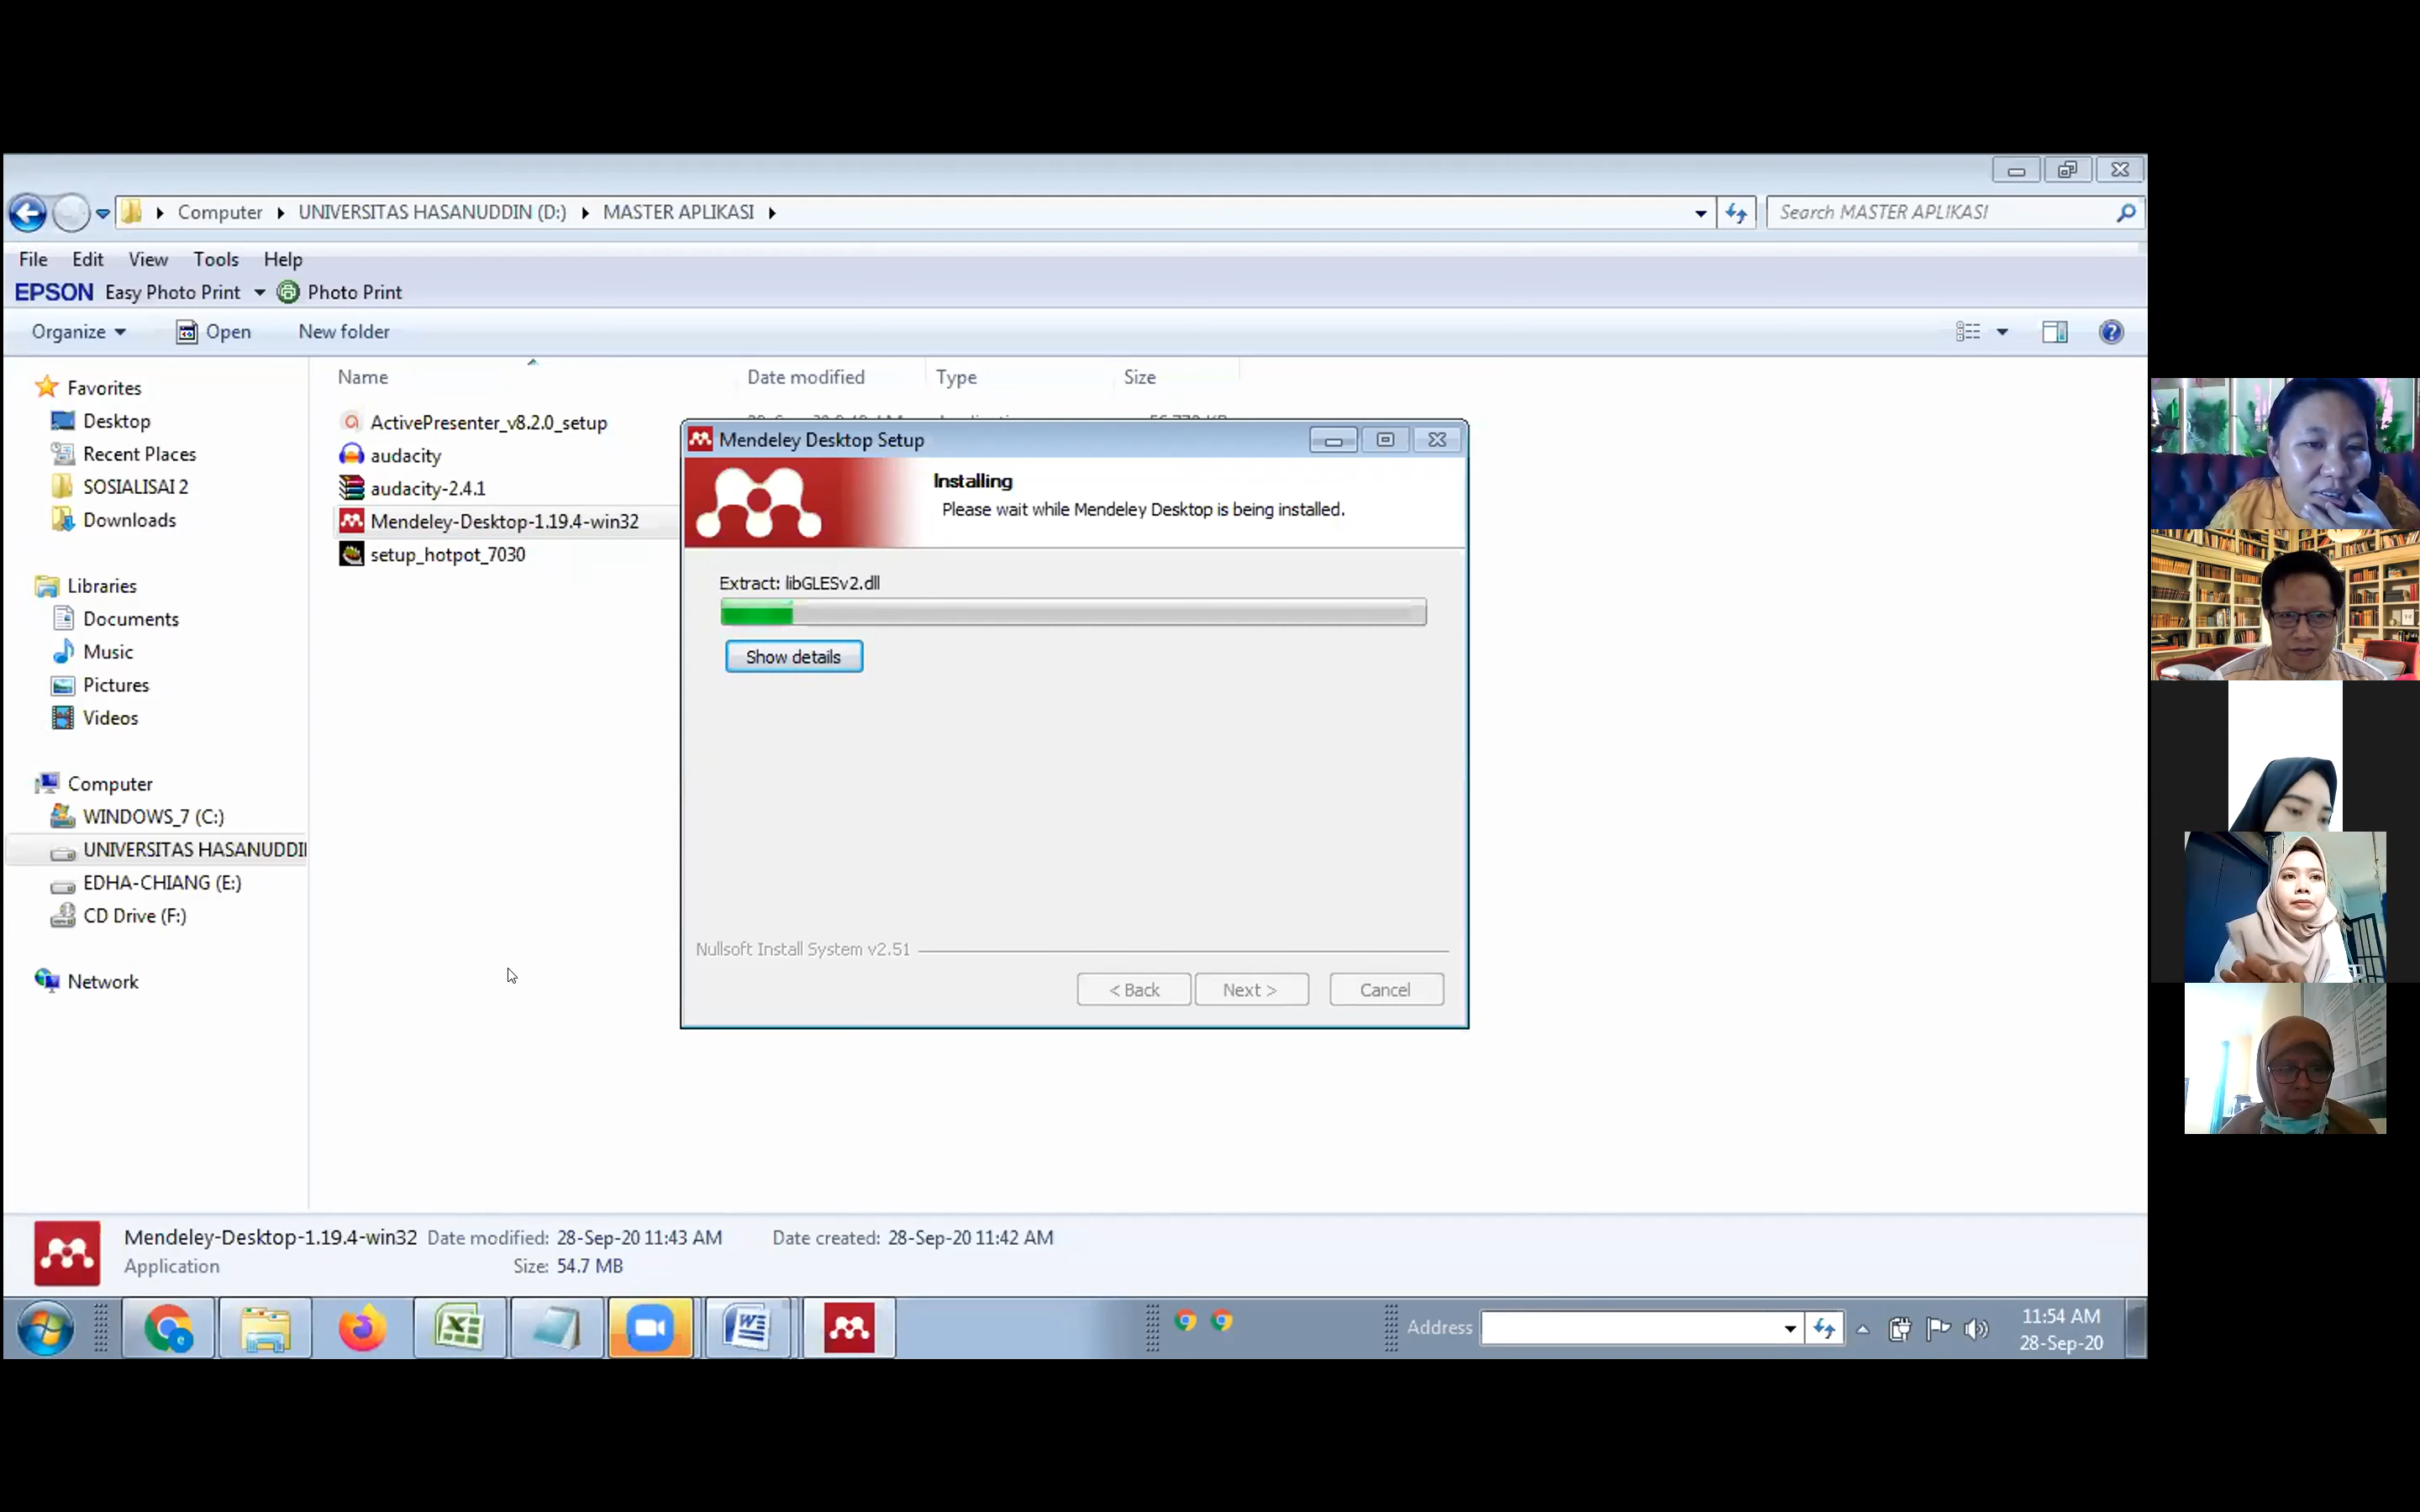 Computer UNIVERSITAS HASANUDDIN (D:) MASTER APLIKASI
Search MASTER APLIKASI
File Edit View Tools Help
EPSON Easy Photo Print Photo Print
Organize Open New folder
Favorites
Desktop
Recent Places
SOSIALISAI 2
Downloads
Libraries
Documents
Music
Pictures
Videos
Computer
WINDOWS_7 (C:)
UNIVERSITAS HASANUDDI
EDHA-CHIANG (E:)
CD Drive (F:)
Network
Name Date modified Type Size
ActivePresenter_v8.2.0_setup
audacity
audacity-2.4.1
Mendeley-Desktop-1.19.4-win32
setup_hotpot_7030
Mendeley Desktop Setup
Installing
Please wait while Mendeley Desktop is being installed.
Extract: libGLESv2.dll
Show details
Nullsoft Install System v2.51
< Back Next > Cancel
Mendeley-Desktop-1.19.4-win32 Date modified: 28-Sep-20 11:43 AM Date created: 28-Sep-20 11:42 AM
Application Size: 54.7 MB
Address
11:54 AM
28-Sep-20